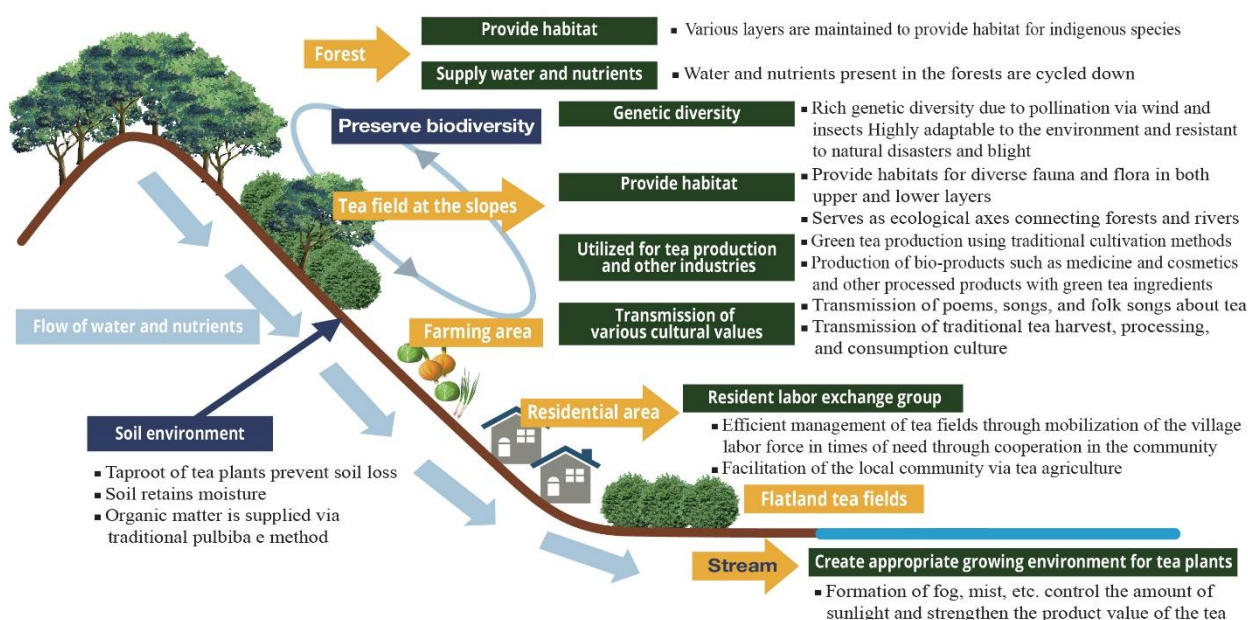 Forest
Provide habitat
▪ Various layers are maintained to provide habitat for indigenous species
Supply water and nutrients
▪ Water and nutrients present in the forests are cycled down
Preserve biodiversity
Tea field at the slopes
Genetic diversity
▪ Rich genetic diversity due to pollination via wind and
insects Highly adaptable to the environment and resistant
to natural disasters and blight
Provide habitat
▪ Provide habitats for diverse fauna and flora in both
upper and lower layers
▪ Serves as ecological axes connecting forests and rivers
Utilized for tea production
and other industries
▪ Green tea production using traditional cultivation methods
▪ Production of bio-products such as medicine and cosmetics
and other processed products with green tea ingredients
Transmission of
various cultural values
▪ Transmission of poems, songs, and folk songs about tea
▪ Transmission of traditional tea harvest, processing,
and consumption culture
Flow of water and nutrients
Farming area
Soil environment
▪ Taproot of tea plants prevent soil loss
▪ Soil retains moisture
▪ Organic matter is supplied via
traditional pulbiba e method
Residential area
Resident labor exchange group
▪ Efficient management of tea fields through mobilization of the village
labor force in times of need through cooperation in the community
▪ Facilitation of the local community via tea agriculture
Flatland tea fields
Stream
Create appropriate growing environment for tea plants
▪ Formation of fog, mist, etc. control the amount of
sunlight and strengthen the product value of the tea